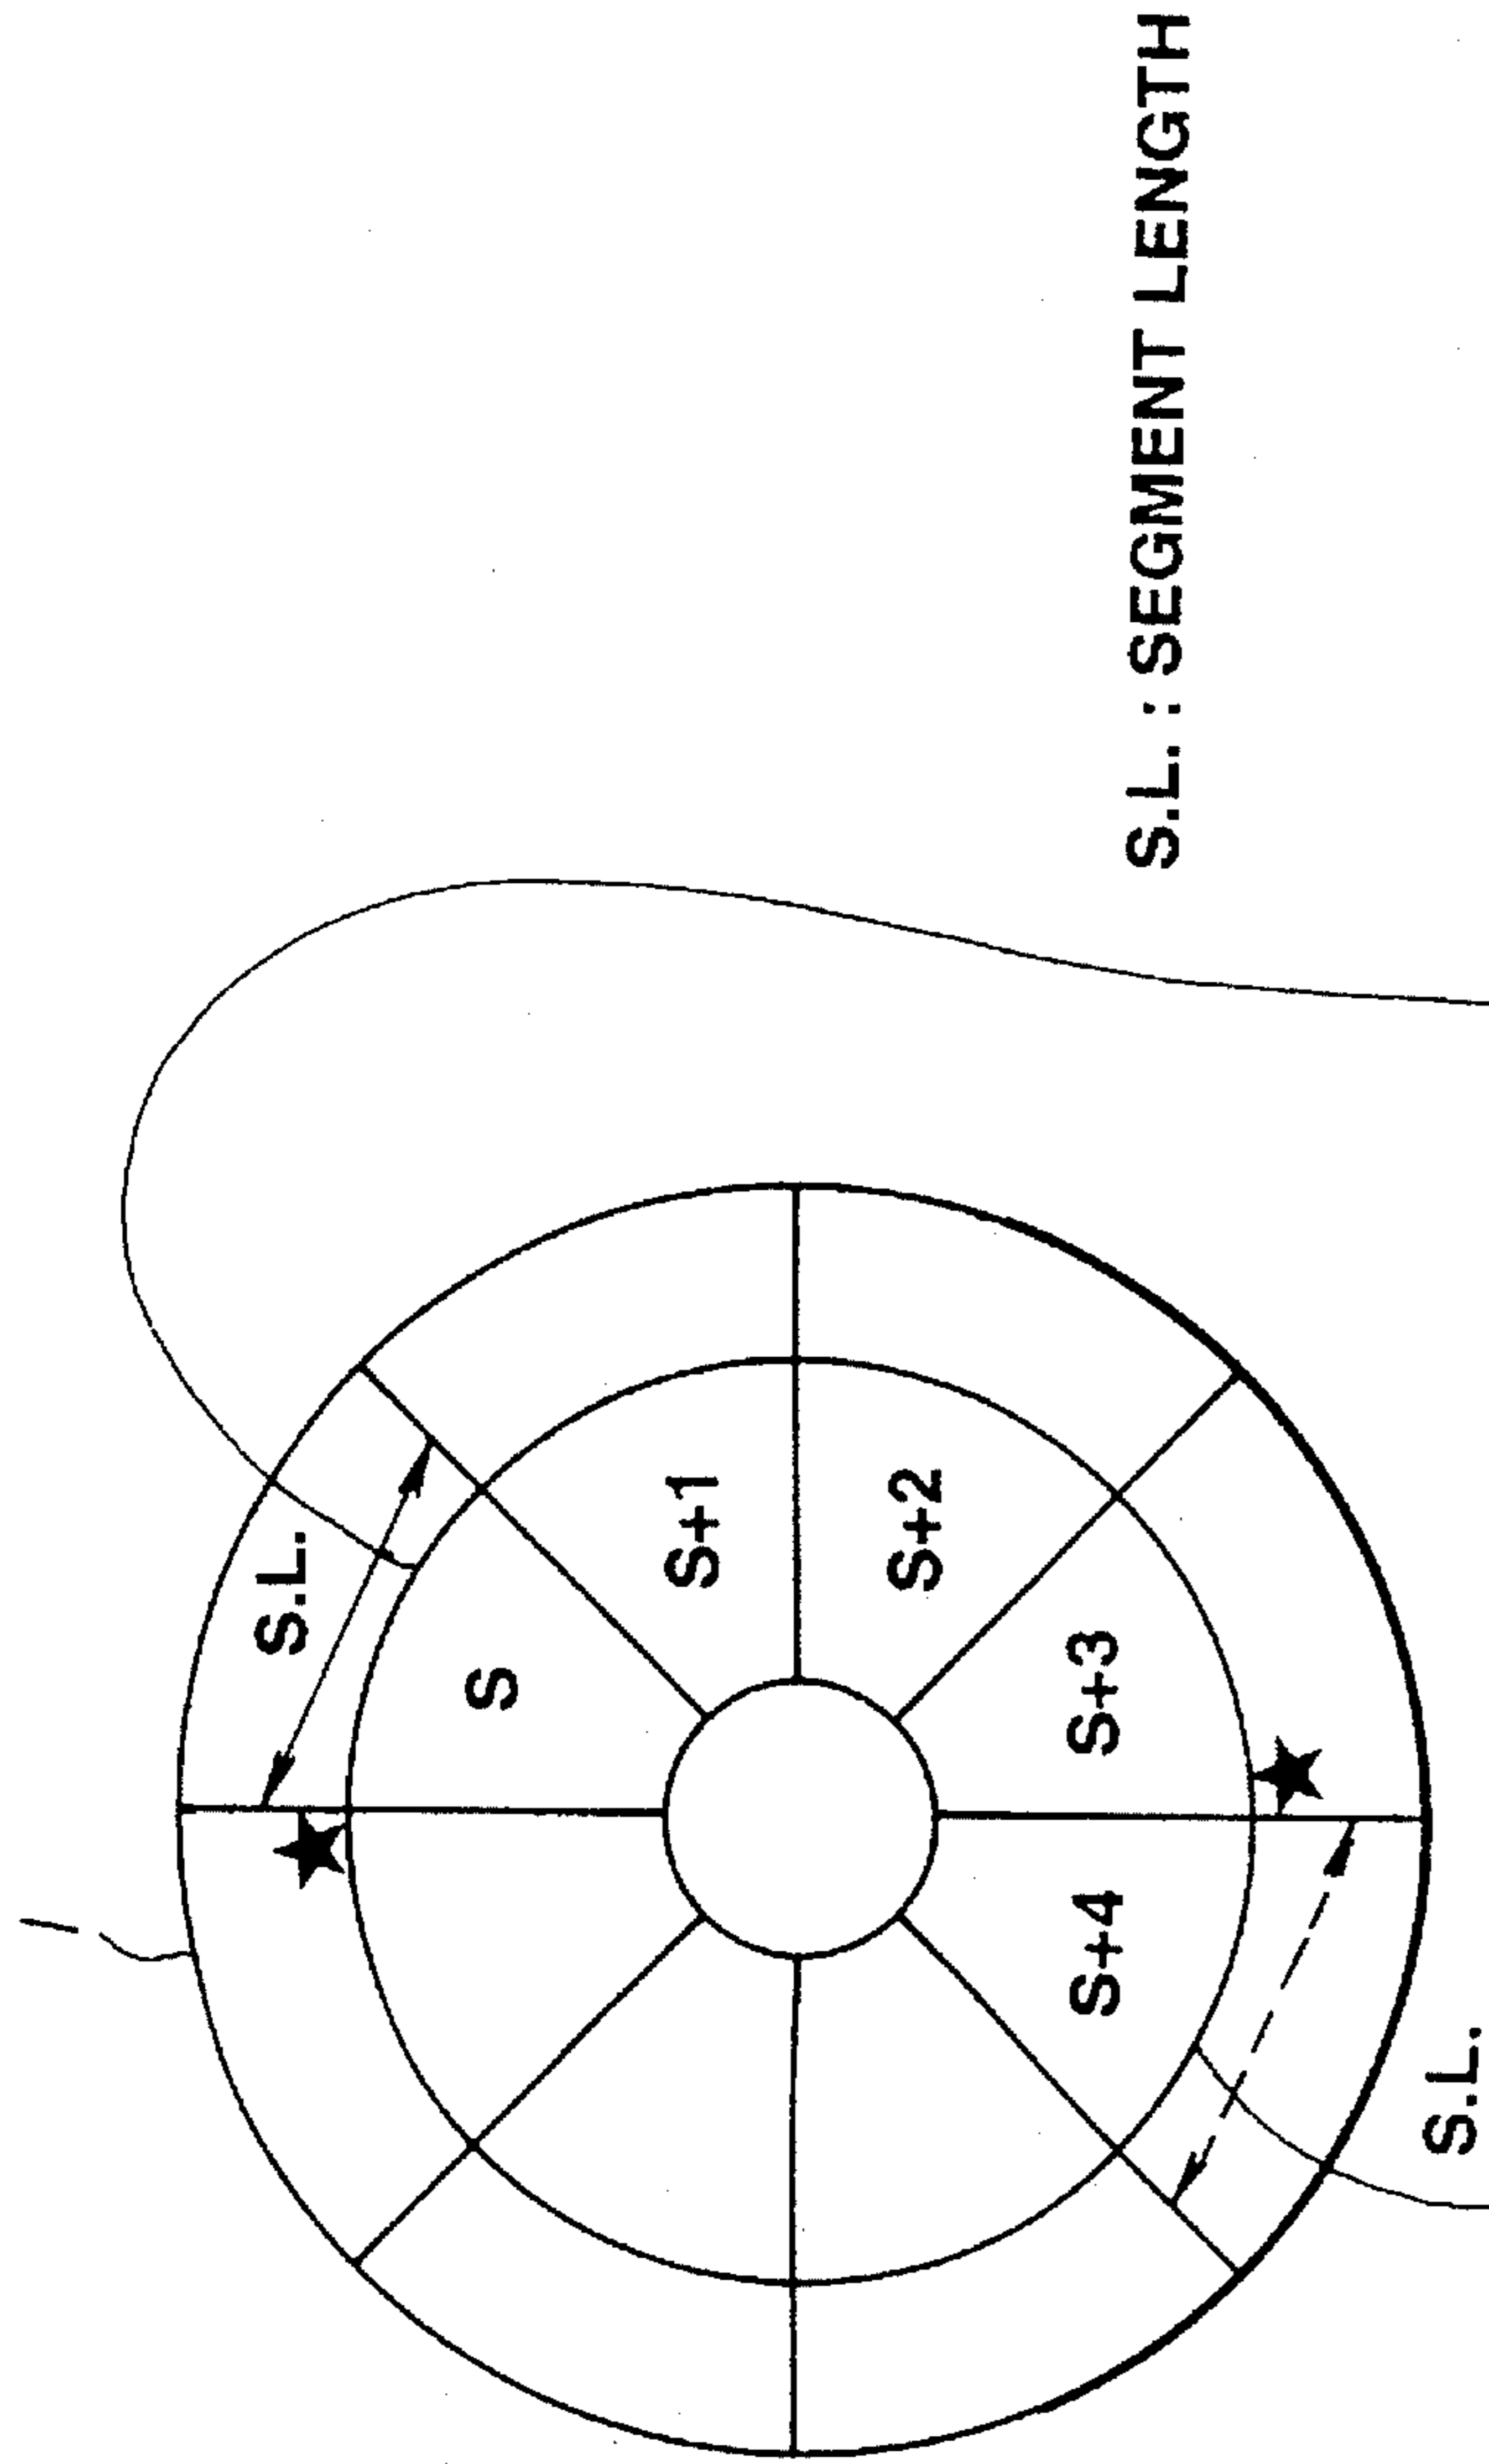 S.L.
S
S+1
S+2
S+3
S+4
S.L.
S.L. : SEGMENT LENGTH